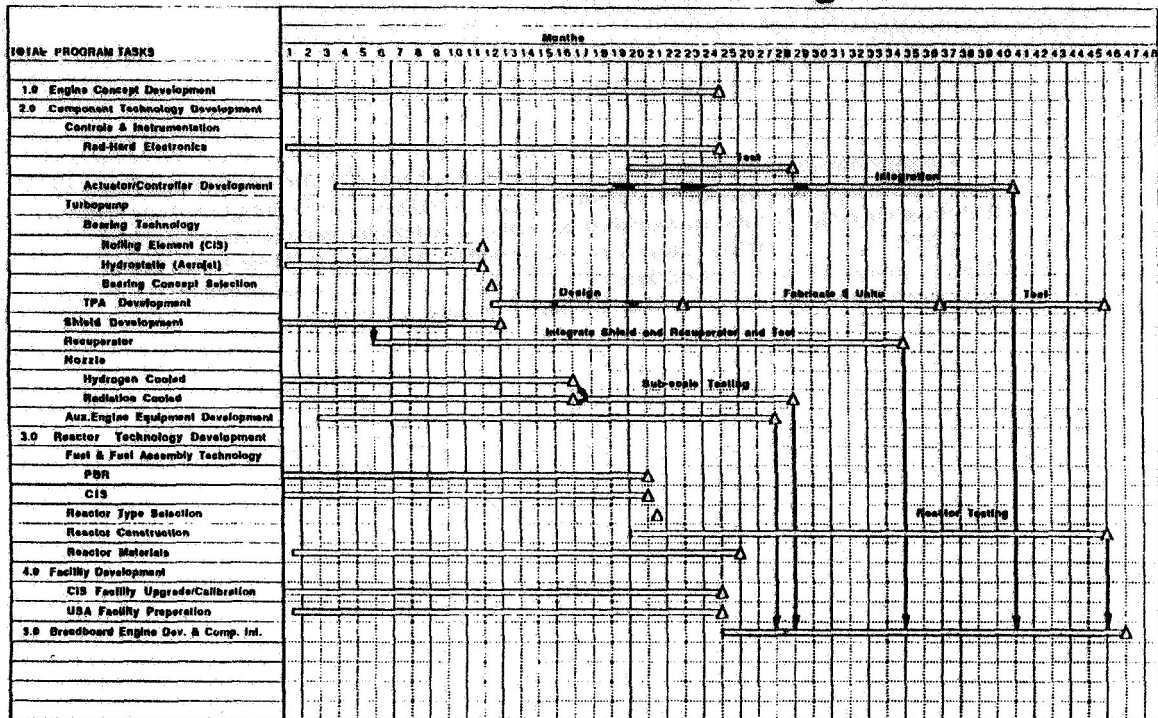 Months
TOTAL PROGRAM TASKS 1 2 3 4 5 6 7 8 9 10 11 12 13 14 15 16 17 18 19 20 21 22 23 24 25 26 27 28 29 30 31 32 33 34 35 36 37 38 39 40 41 42 43 44 45 46 47 48
1.0 Engine Concept Development
2.0 Component Technology Development
Controls & Instrumentation
Rad-Hard Electronics
Test
Actuator/Controller Development Integration
Turbopump
Bearing Technology
Rolling Element (CIS)
Hydrostatic (Aerojet)
Bearing Concept Selection
TPA Development Design Fabricate & Units Test
Shield Development
Recuperator Integrate Shield and Recuperator and Test
Nozzle
Hydrogen Cooled
Radiation Cooled Sub-scale Testing
Aux.Engine Equipment Development
3.0 Reactor Technology Development
Fuel & Fuel Assembly Technology
PBR
CIS
Reactor Type Selection
Reactor Construction Reactor Testing
Reactor Materials
4.0 Facility Development
CIS Facility Upgrade/Calibration
USA Facility Preparation
5.0 Breadboard Engine Dev. & Comp. Int.